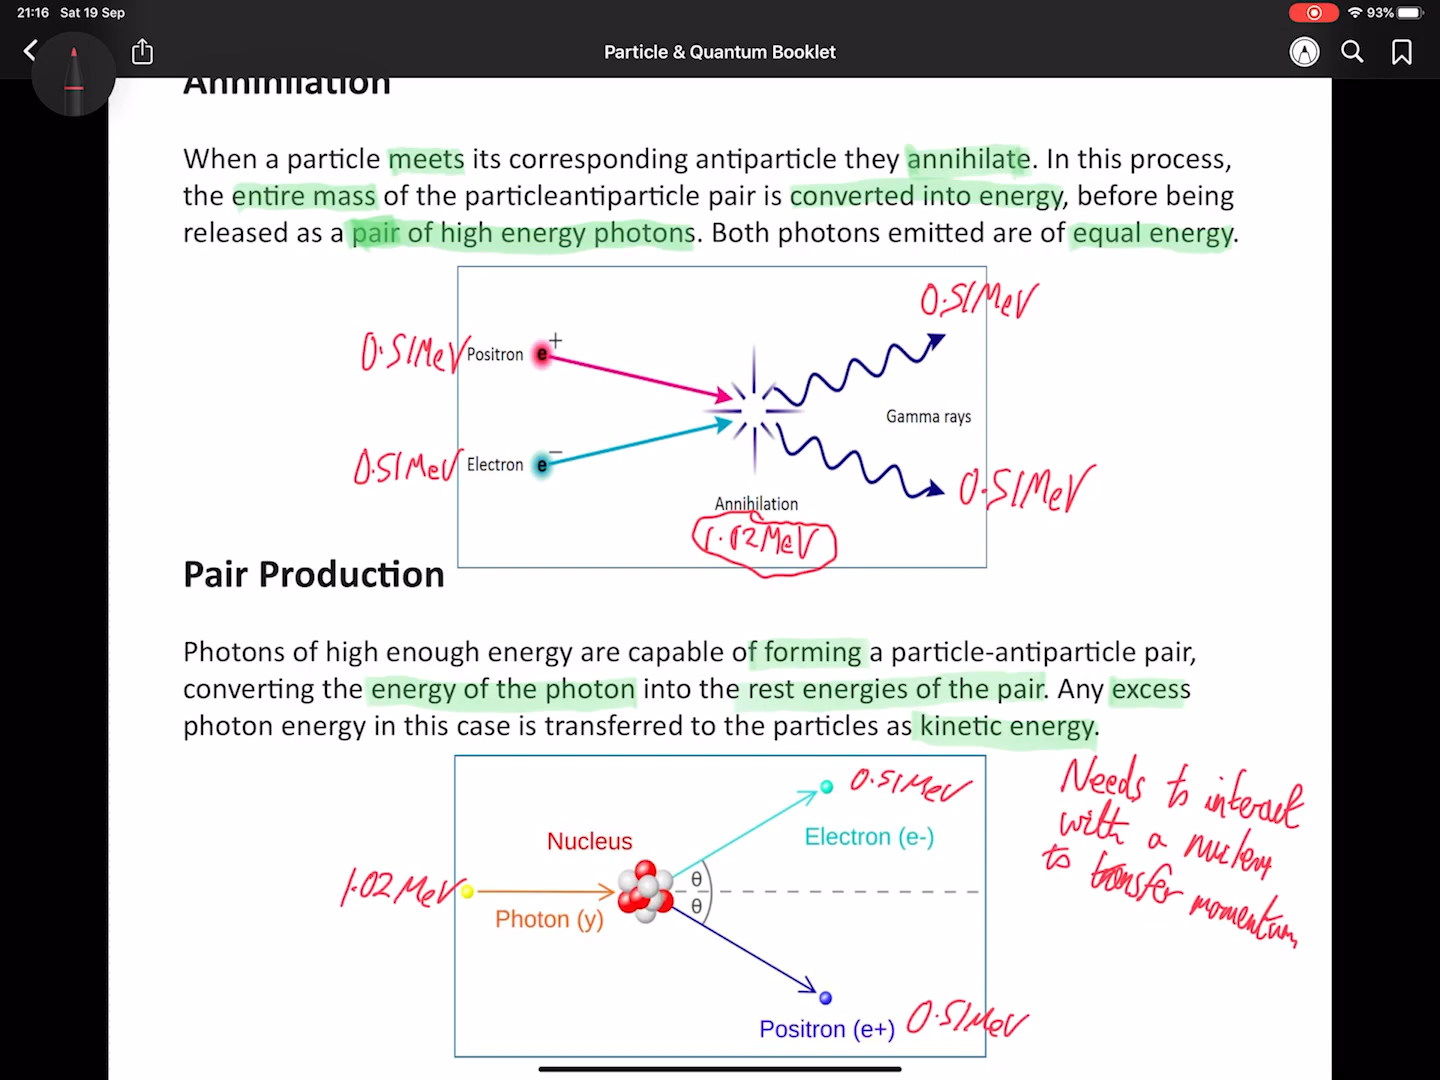 21:16 Sat 19 Sep
93%
Particle & Quantum Booklet
Annihilation
When a particle meets its corresponding antiparticle they annihilate. In this process,
the entire mass of the particleantiparticle pair is converted into energy, before being
released as a pair of high energy photons. Both photons emitted are of equal energy.
0.51MeV
0.51MeV Positron e+
Gamma rays
0.51MeV Electron e−
0.51MeV
Annihilation
1.02MeV
Pair Production
Photons of high enough energy are capable of forming a particle-antiparticle pair,
converting the energy of the photon into the rest energies of the pair. Any excess
photon energy in this case is transferred to the particles as kinetic energy.
0.51MeV
Electron (e-)
Nucleus
1.02MeV
Photon (y)
θ
θ
Positron (e+) 0.51MeV
Needs to interact
with a nucleus
to transfer momentum